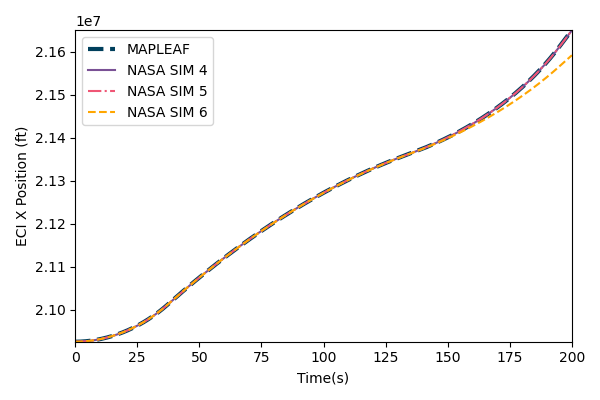 1e7
MAPLEAF
NASA SIM 4
NASA SIM 5
NASA SIM 6
ECI X Position (ft)
2.16
2.15
2.14
2.13
2.12
2.11
2.10
0 25 50 75 100 125 150 175 200
Time(s)